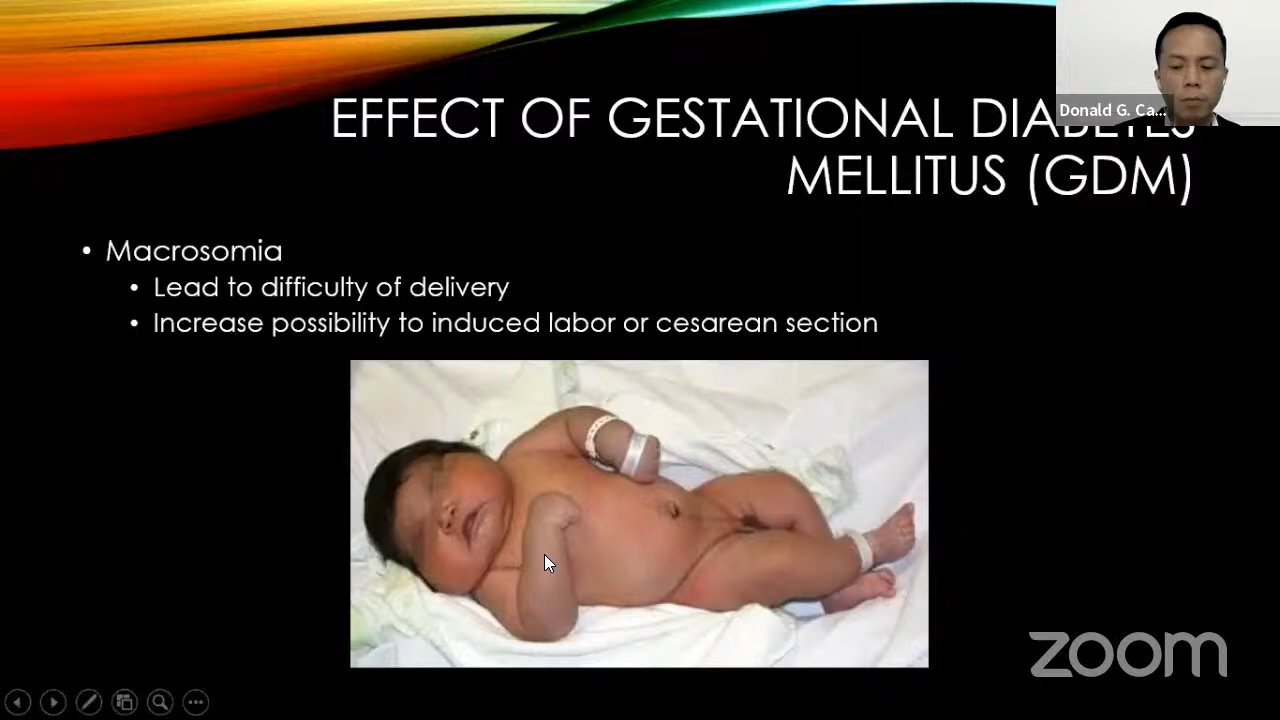 Donald G. Ca...
EFFECT OF GESTATIONAL DIABETES
MELLITUS (GDM)
• Macrosomia
• Lead to difficulty of delivery
• Increase possibility to induced labor or cesarean section
zoom